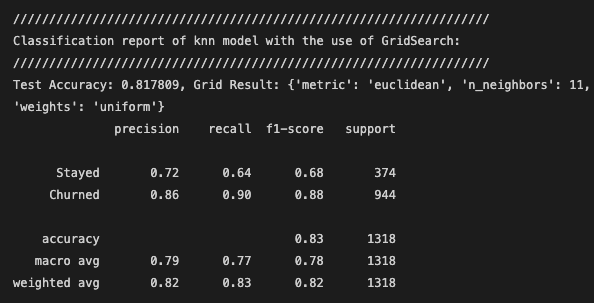 //////////////////////////////////////////////////////////////////
Classification report of knn model with the use of GridSearch:
//////////////////////////////////////////////////////////////////
Test Accuracy: 0.817809, Grid Result: {'metric': 'euclidean', 'n_neighbors': 11,
'weights': 'uniform'}
precision recall f1-score support
Stayed 0.72 0.64 0.68 374
Churned 0.86 0.90 0.88 944
accuracy 0.83 1318
macro avg 0.79 0.77 0.78 1318
weighted avg 0.82 0.83 0.82 1318